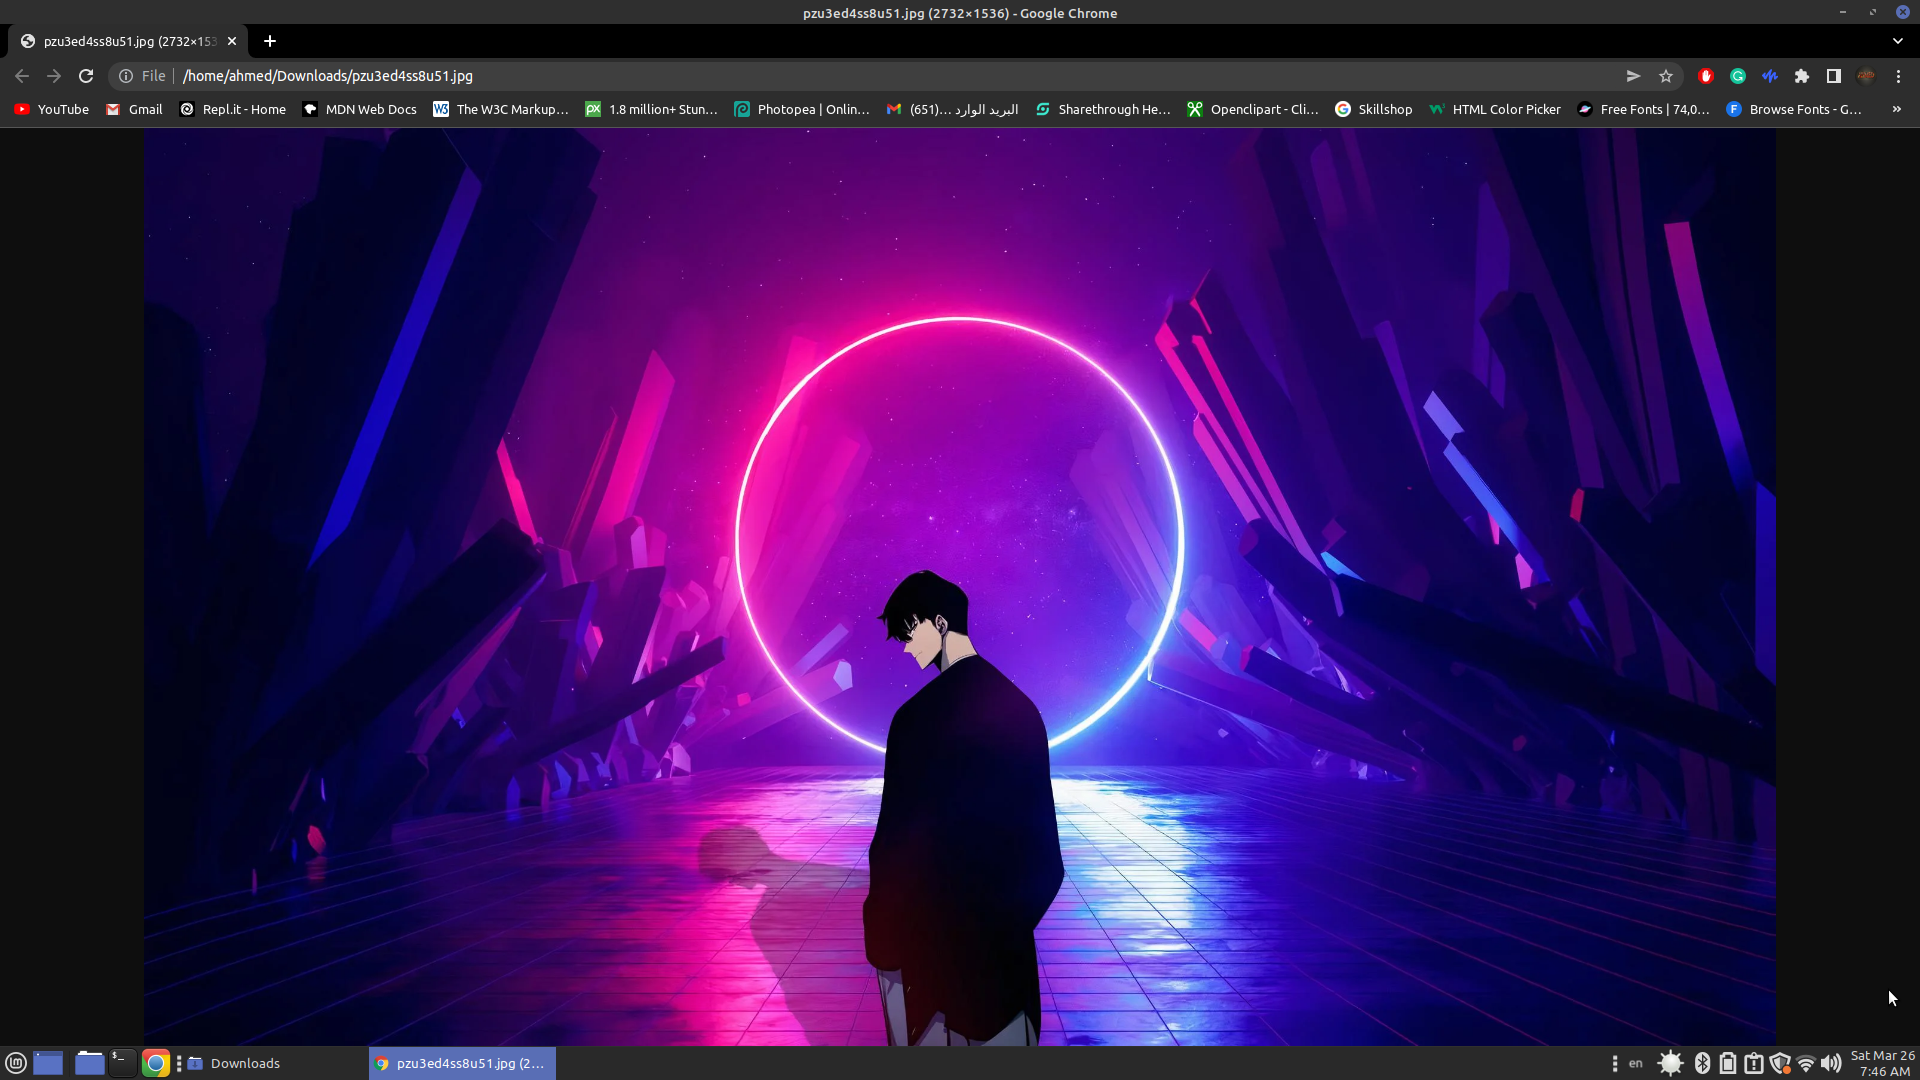 pzu3ed4ss8u51.jpg (2732×1536) - Google Chrome
pzu3ed4ss8u51.jpg (2732×153
File
/home/ahmed/Downloads/pzu3ed4ss8u51.jpg
YouTube
Gmail
Repl.it - Home
MDN Web Docs
The W3C Markup...
1.8 million+ Stun...
Photopea | Onlin...
البريد الوارد ...(651)
Sharethrough He...
Openclipart - Cli...
Skillshop
HTML Color Picker
Free Fonts | 74,0...
Browse Fonts - G...
Downloads
pzu3ed4ss8u51.jpg (2...
en
Sat Mar 26
7:46 AM